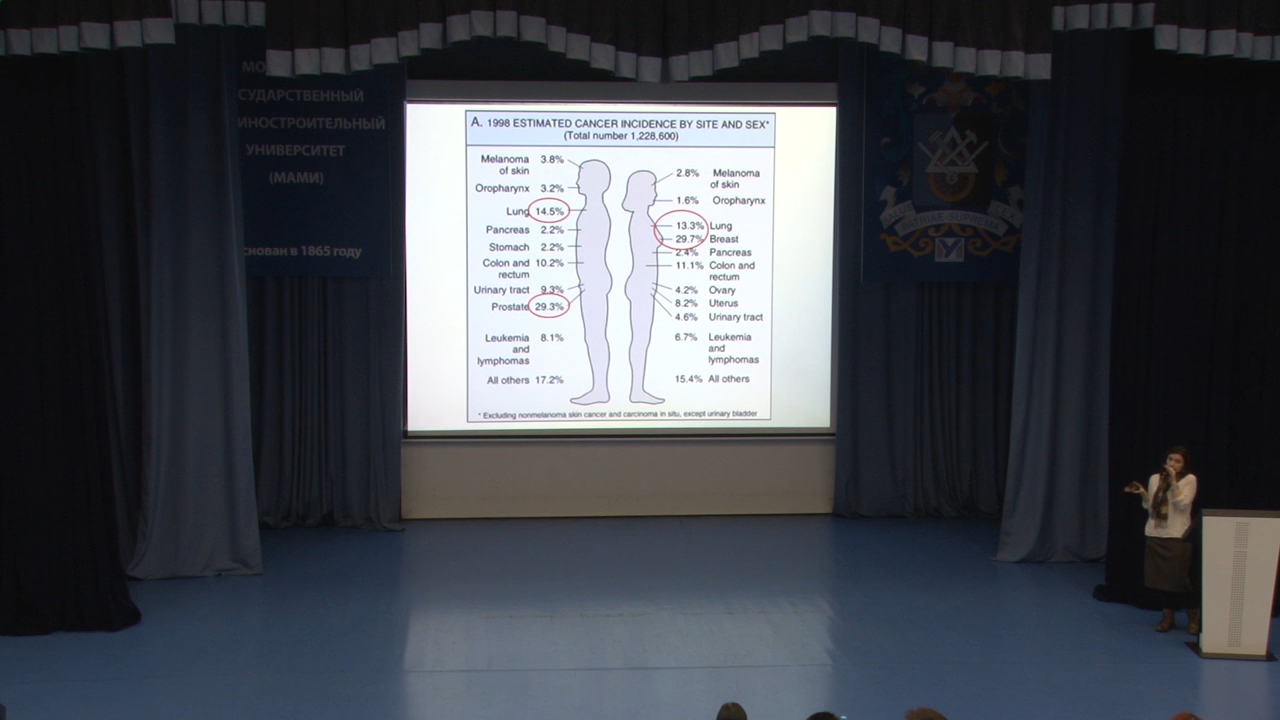 МО
СУДАРСТВЕННЫЙ
ИНОСТРОИТЕЛЬНЫЙ
УНИВЕРСИТЕТ
(МАМИ)
снован в 1865 году
A. 1998 ESTIMATED CANCER INCIDENCE BY SITE AND SEX*
(Total number 1,228,600)
Melanoma of skin 3.8%
Oropharynx 3.2%
Lung 14.5%
Pancreas 2.2%
Stomach 2.2%
Colon and rectum 10.2%
Urinary tract 9.3%
Prostate 29.3%
Leukemia and lymphomas 8.1%
All others 17.2%
2.8% Melanoma of skin
1.6% Oropharynx
13.3% Lung
29.7% Breast
2.4% Pancreas
11.1% Colon and rectum
4.2% Ovary
8.2% Uterus
4.6% Urinary tract
6.7% Leukemia and lymphomas
15.4% All others
* Excluding nonmelanoma skin cancer and carcinoma in situ, except urinary bladder